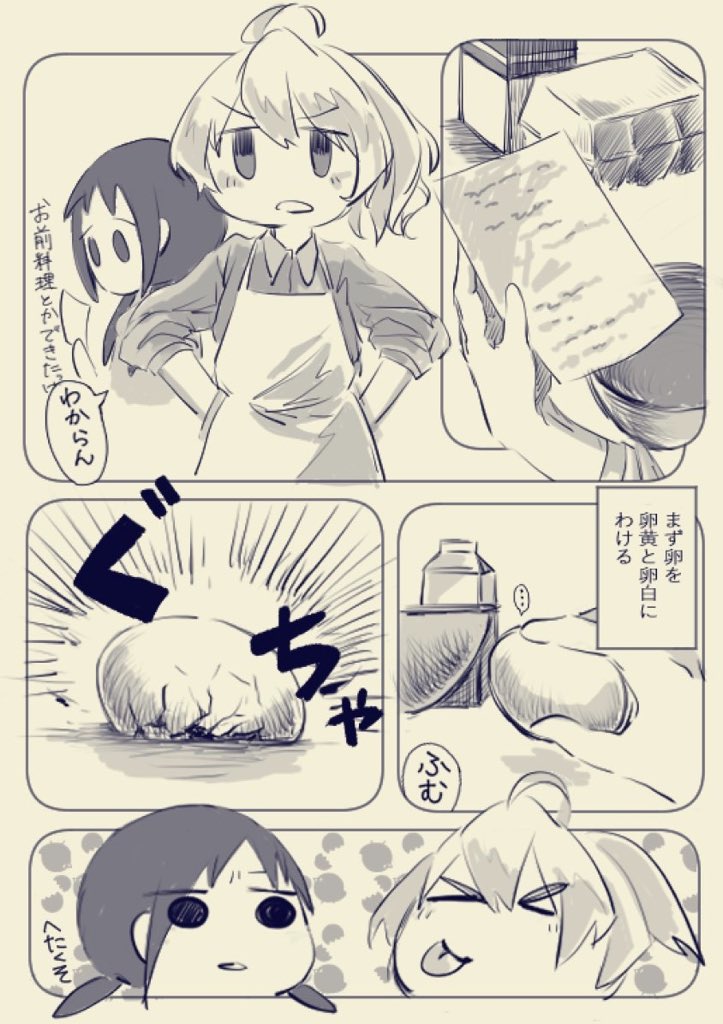 お前料理とかできたっけ
わからん
まず卵を
卵黄と卵白に
わける
…
ふむ
ぐちゃ
へたくそ